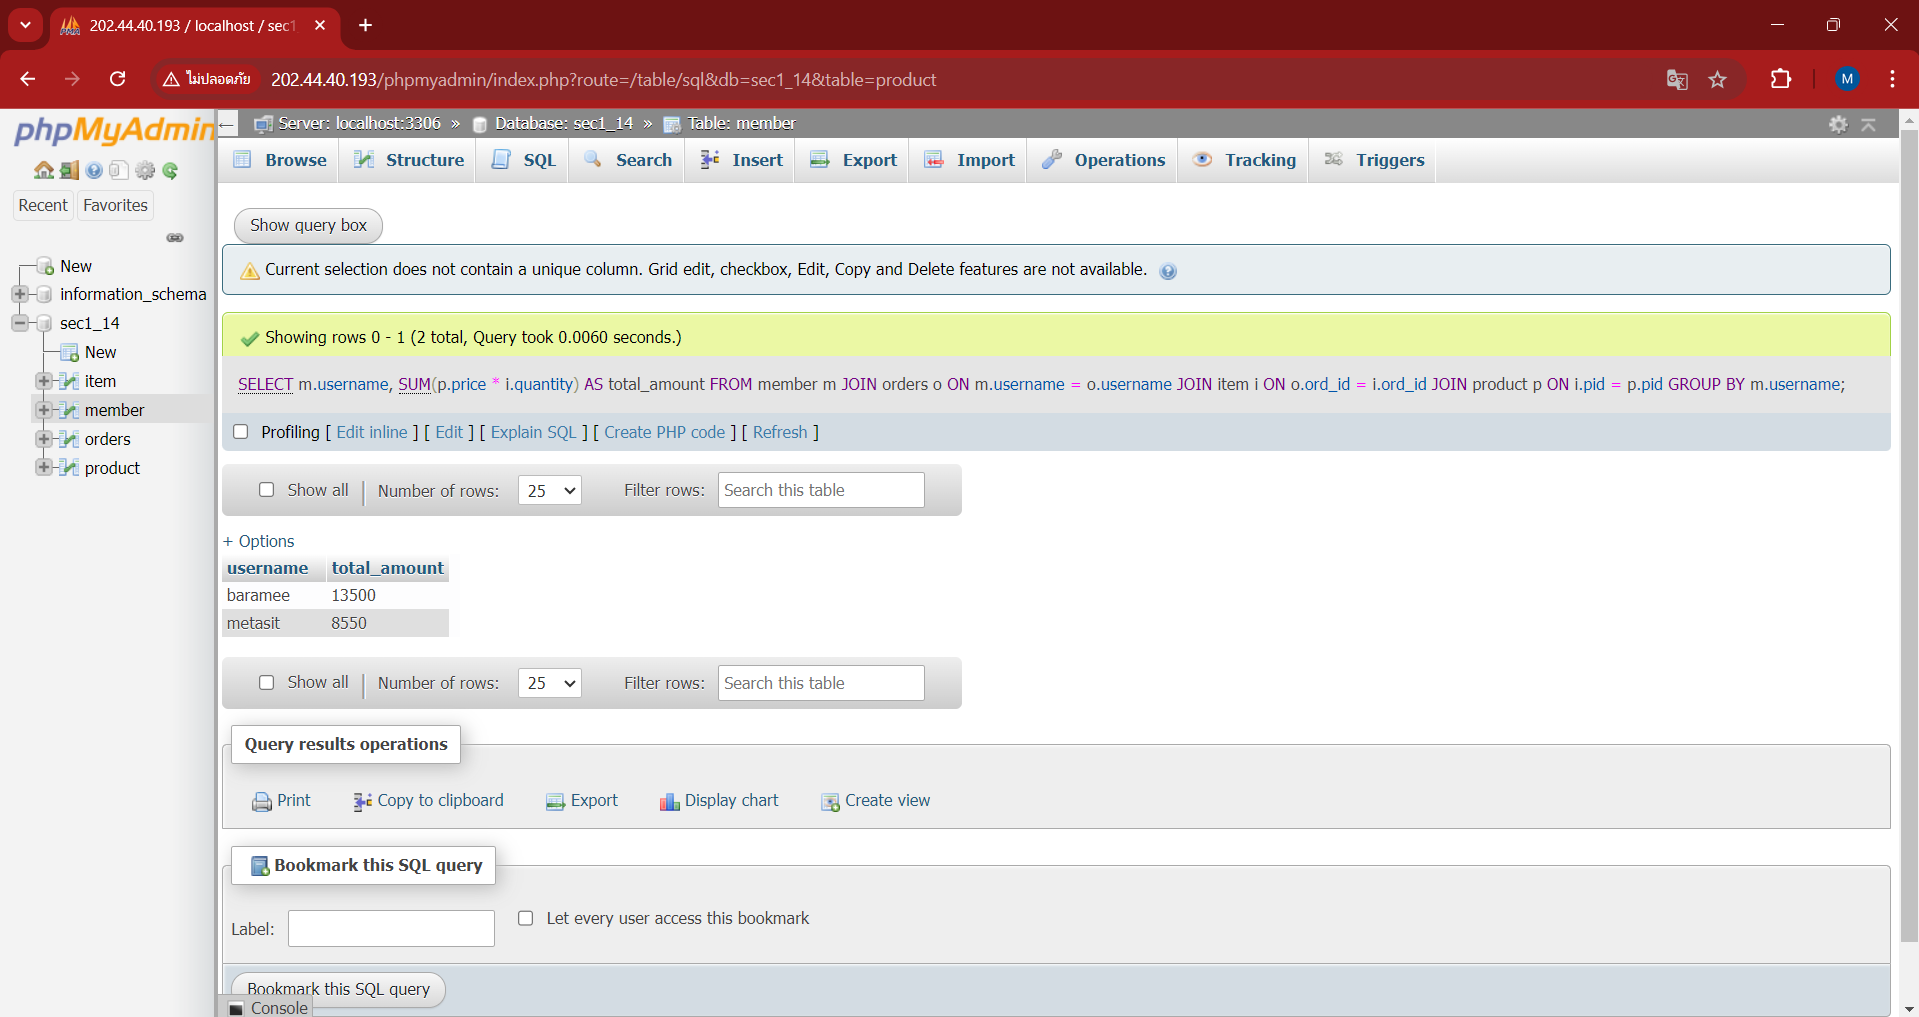 202.44.40.193 / localhost / sec1
ไม่ปลอดภัย 202.44.40.193/phpmyadmin/index.php?route=/table/sql&db=sec1_14&table=product M
phpMyAdmin
Recent Favorites
New
information_schema
sec1_14
New
item
member
orders
product
Server: localhost:3306 » Database: sec1_14 » Table: member
Browse Structure SQL Search Insert Export Import Operations Tracking Triggers
Show query box
Current selection does not contain a unique column. Grid edit, checkbox, Edit, Copy and Delete features are not available.
Showing rows 0 - 1 (2 total, Query took 0.0060 seconds.)
SELECT m.username, SUM(p.price * i.quantity) AS total_amount FROM member m JOIN orders o ON m.username = o.username JOIN item i ON o.ord_id = i.ord_id JOIN product p ON i.pid = p.pid GROUP BY m.username;
Profiling [ Edit inline ] [ Edit ] [ Explain SQL ] [ Create PHP code ] [ Refresh ]
Show all | Number of rows: 25 Filter rows: Search this table
+ Options
username total_amount
baramee 13500
metasit 8550
Show all | Number of rows: 25 Filter rows: Search this table
Query results operations
Print Copy to clipboard Export Display chart Create view
Bookmark this SQL query
Label: Let every user access this bookmark
Bookmark this SQL query
Console